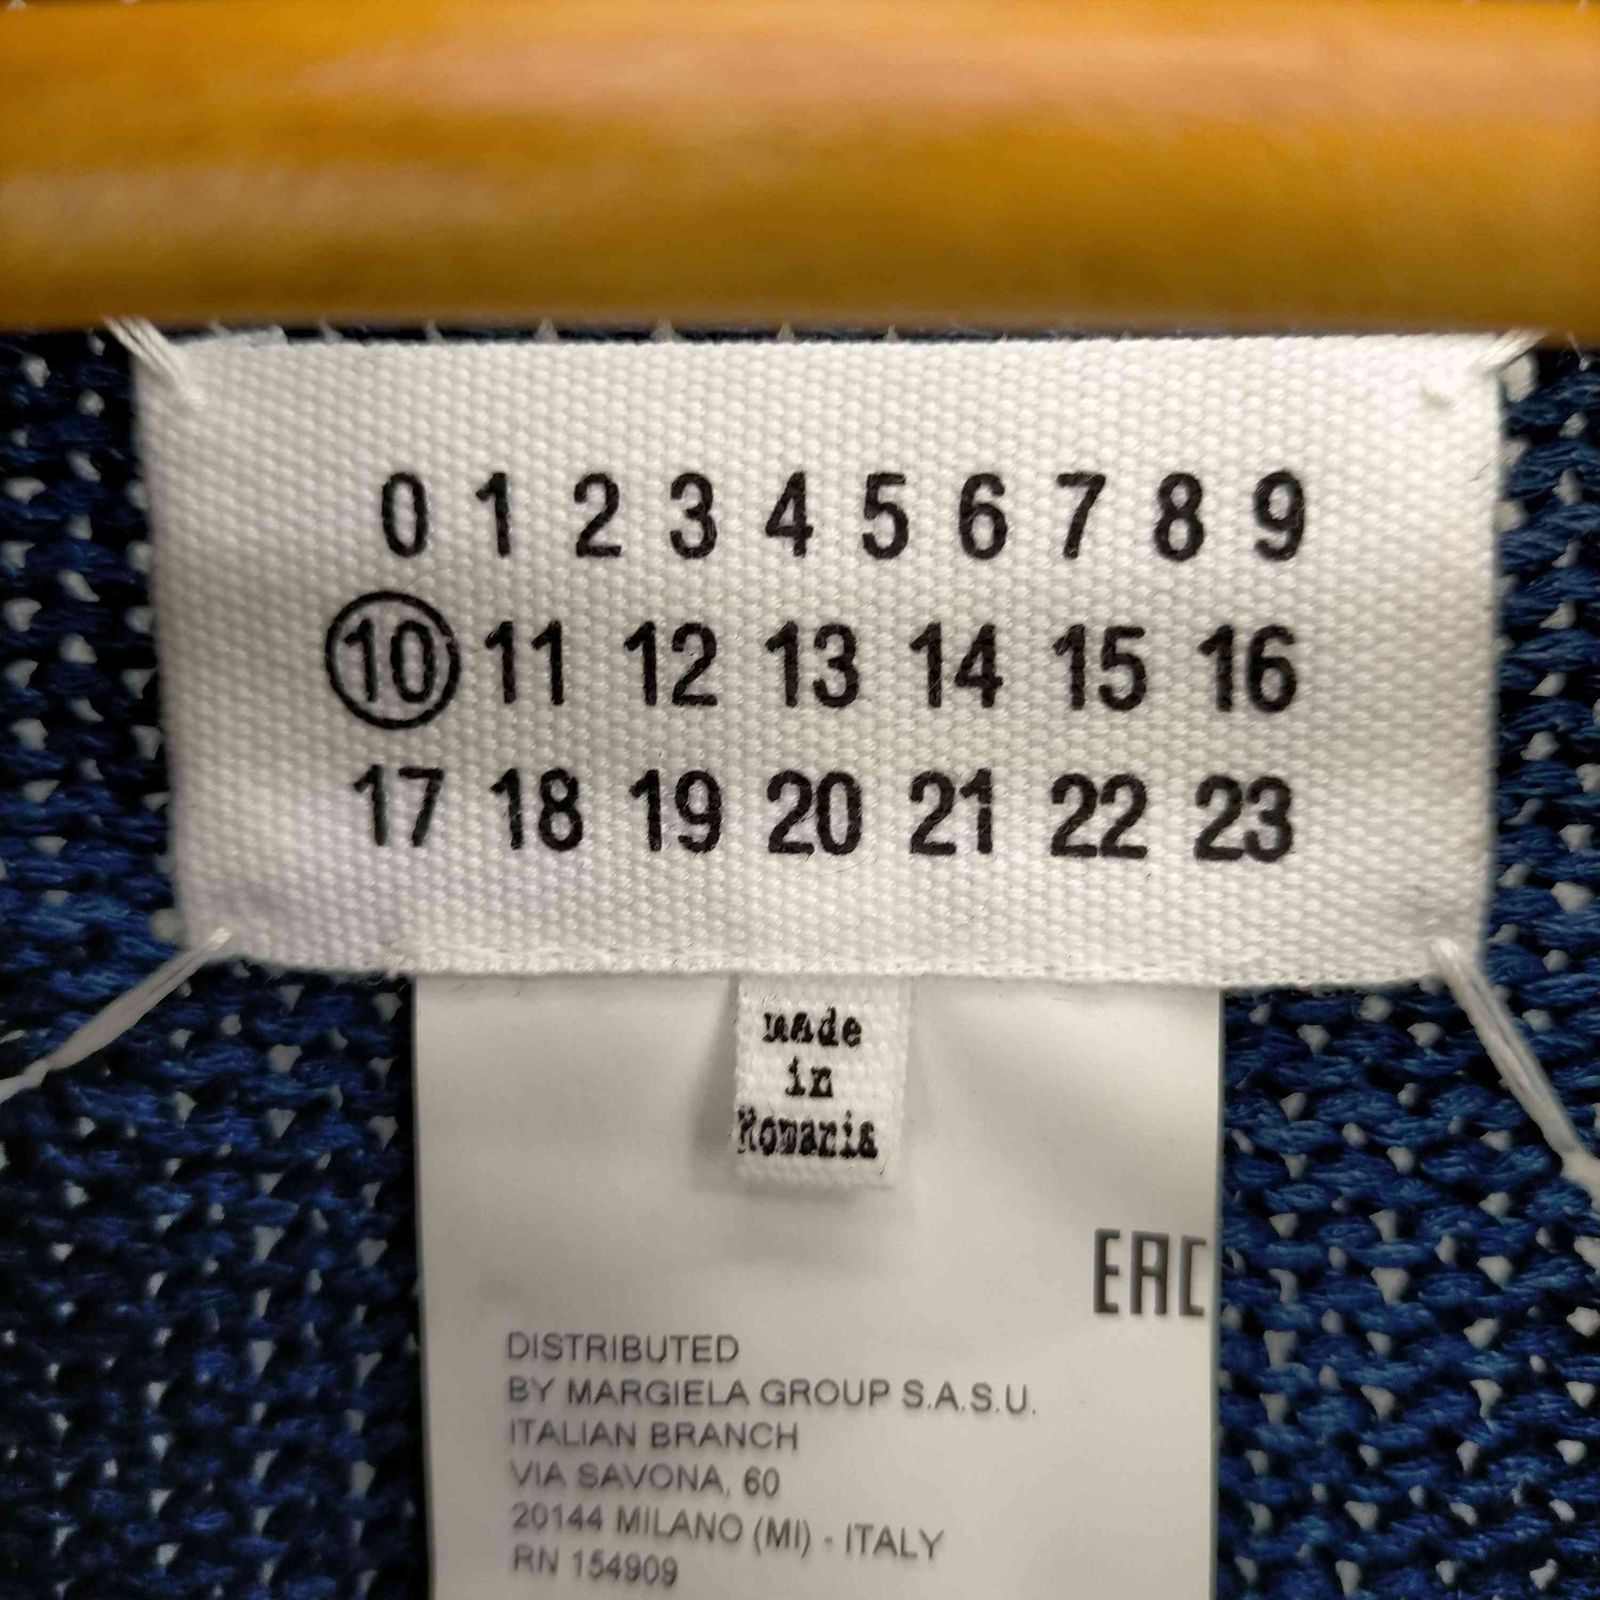 0 1 2 3 4 5 6 7 8 9
10 11 12 13 14 15 16
17 18 19 20 21 22 23
made
in
Romania
EAC
DISTRIBUTED
BY MARGIELA GROUP S.A.S.U.
ITALIAN BRANCH
VIA SAVONA, 60
20144 MILANO (MI) - ITALY
RN 154909